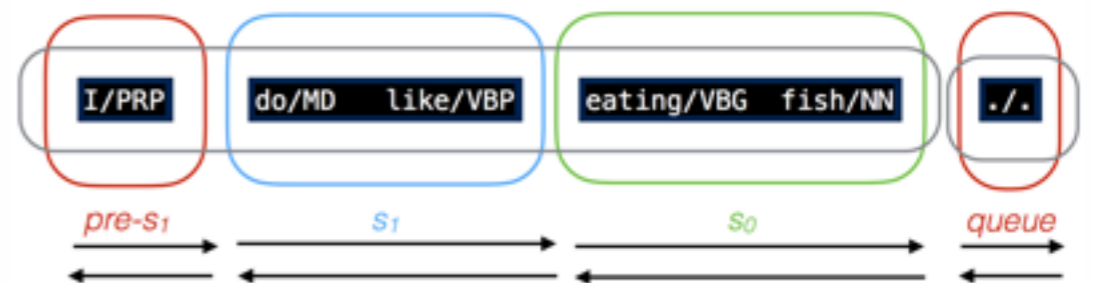 I/PRP do/MD like/VBP eating/VBG fish/NN ./.
pre-s₁ s₁ s₀ queue